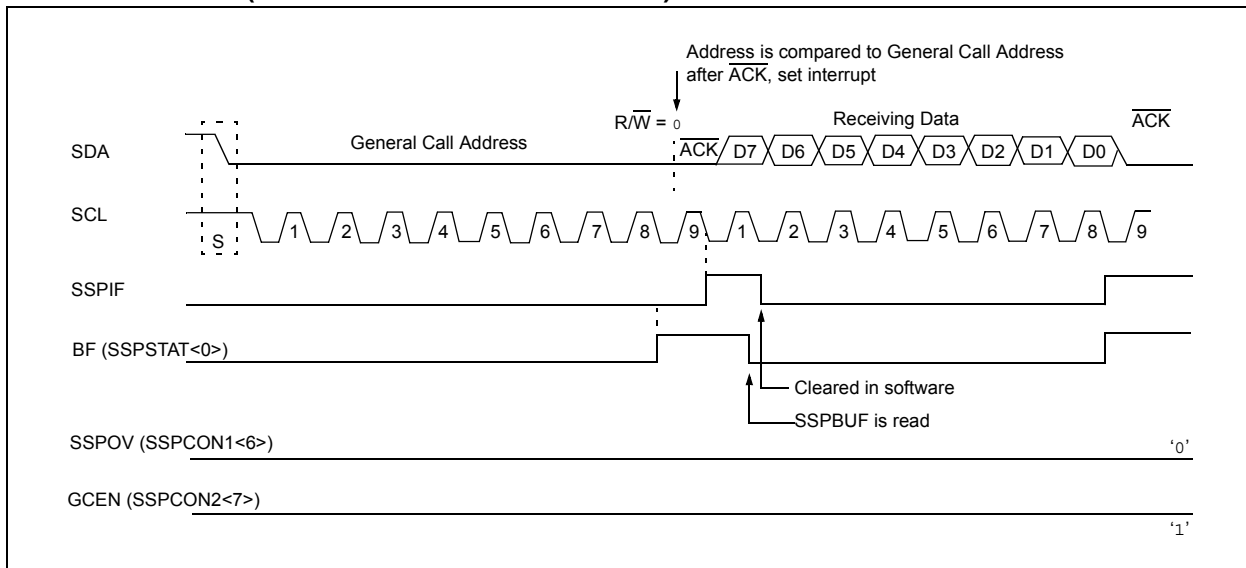 Address is compared to General Call Address
after ACK, set interrupt
R/W = 0
Receiving Data
ACK
SDA
General Call Address
ACK
D7
D6
D5
D4
D3
D2
D1
D0
SCL
S
1
2
3
4
5
6
7
8
9
1
2
3
4
5
6
7
8
9
SSPIF
BF (SSPSTAT<0>)
Cleared in software
SSPBUF is read
SSPOV (SSPCON1<6>)
‘0’
GCEN (SSPCON2<7>)
‘1’